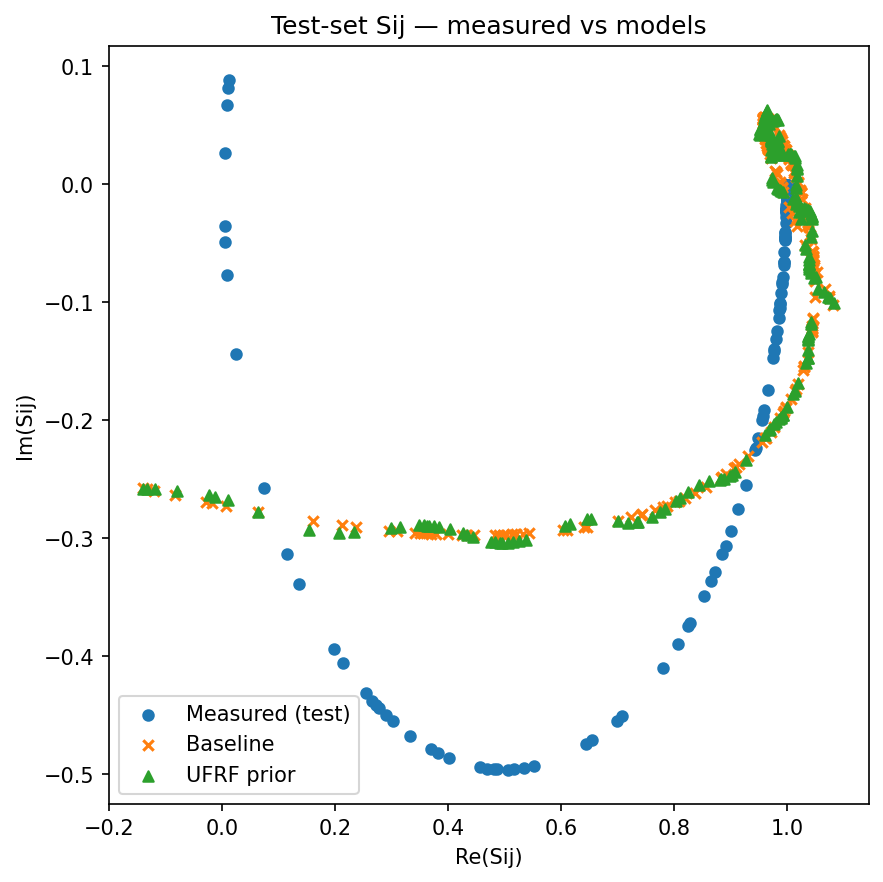 Test-set Sij — measured vs models
0.1
0.0
−0.1
−0.2
−0.3
−0.4
−0.5
Im(Sij)
Measured (test)
Baseline
UFRF prior
−0.2
0.0
0.2
0.4
0.6
0.8
1.0
Re(Sij)